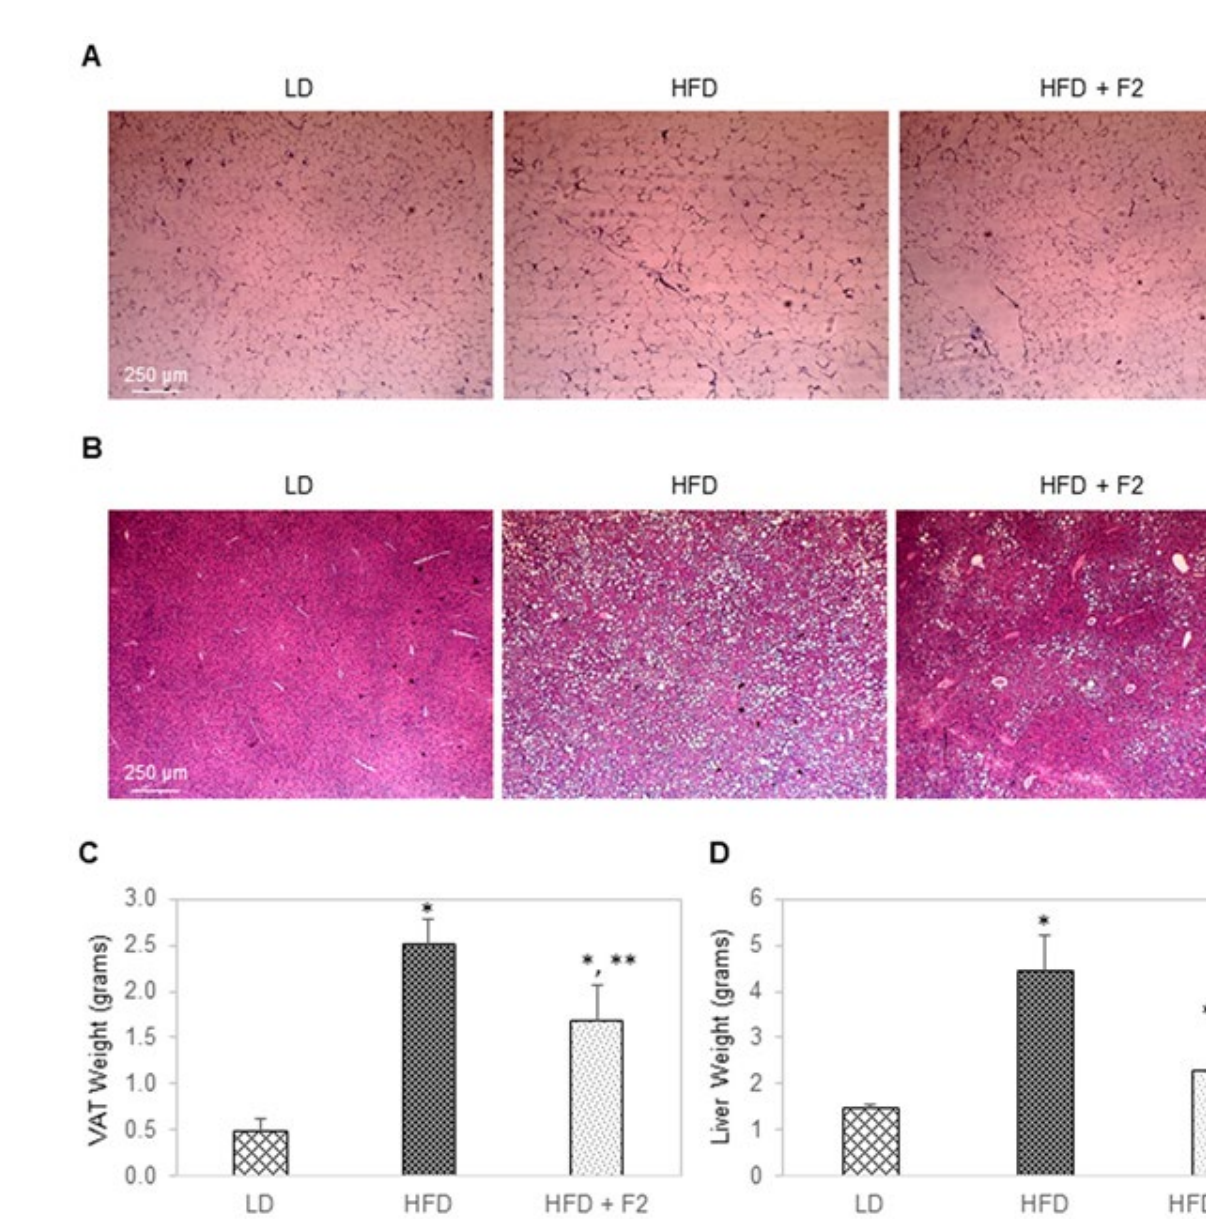 A
LD HFD HFD + F2
250 µm
B
LD HFD HFD + F2
250 µm
C
D
VAT Weight (grams)
3.0
2.5
2.0
1.5
1.0
0.5
0.0
*
*, **
LD HFD HFD + F2
Liver Weight (grams)
6
5
4
3
2
1
0
*
LD HFD